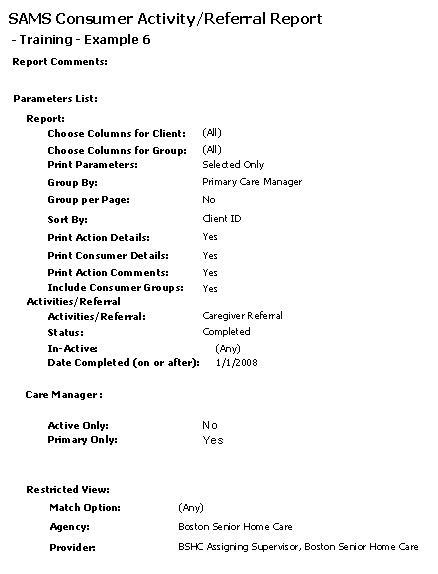 SAMS Consumer Activity/Referral Report
- Training - Example 6
Report Comments:
Parameters List:
Report:
Choose Columns for Client: (All)
Choose Columns for Group: (All)
Print Parameters: Selected Only
Group By: Primary Care Manager
Group per Page: No
Sort By: Client ID
Print Action Details: Yes
Print Consumer Details: Yes
Print Action Comments: Yes
Include Consumer Groups: Yes
Activities/Referral
Activities/Referral: Caregiver Referral
Status: Completed
In-Active: (Any)
Date Completed (on or after): 1/1/2008
Care Manager :
Active Only: No
Primary Only: Yes
Restricted View:
Match Option: (Any)
Agency: Boston Senior Home Care
Provider: BSHC Assigning Supervisor, Boston Senior Home Care